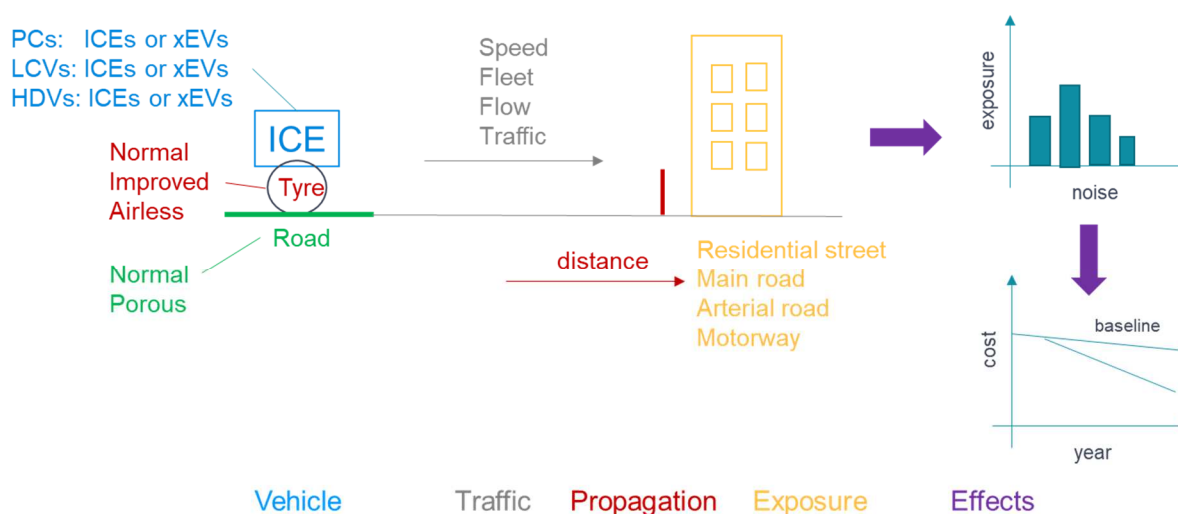 PCs: ICEs or xEVs
LCVs: ICEs or xEVs
HDVs: ICEs or xEVs
ICE
Normal
Improved
Airless
Tyre
Road
Normal
Porous
Speed
Fleet
Flow
Traffic
distance
Residential street
Main road
Arterial road
Motorway
exposure
noise
cost
baseline
year
Vehicle
Traffic
Propagation
Exposure
Effects